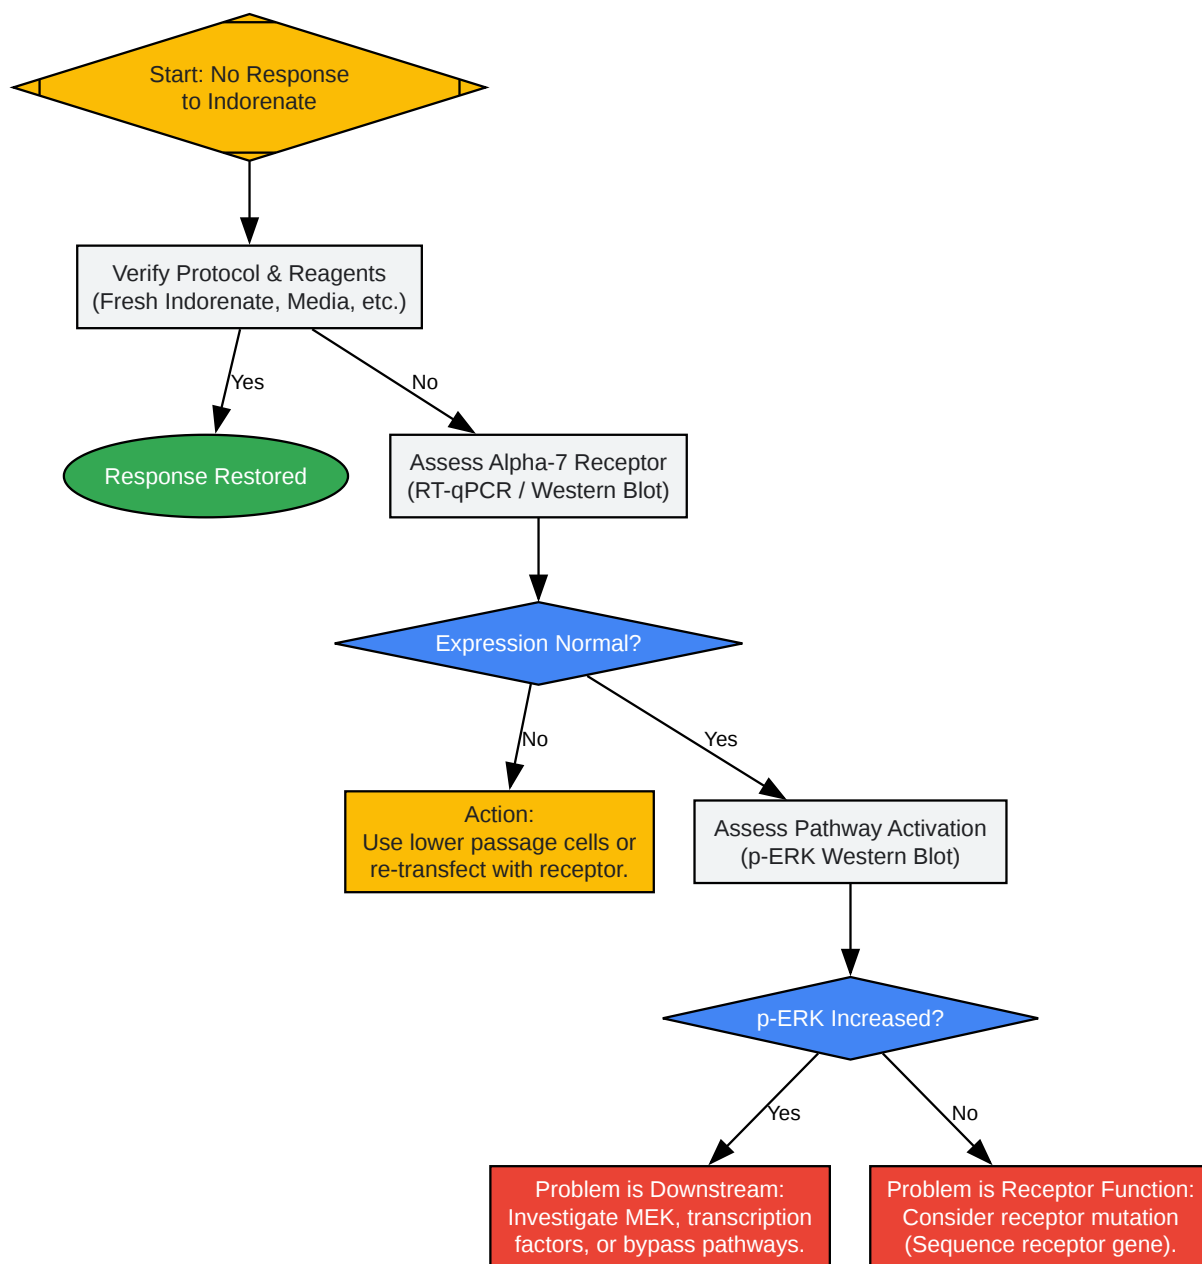 Start: No Response
to Indorenate
Verify Protocol & Reagents
(Fresh Indorenate, Media, etc.)
Yes
No
Response Restored
Assess Alpha-7 Receptor
(RT-qPCR / Western Blot)
Expression Normal?
No
Yes
Action:
Use lower passage cells or
re-transfect with receptor.
Assess Pathway Activation
(p-ERK Western Blot)
p-ERK Increased?
Yes
No
Problem is Downstream:
Investigate MEK, transcription
factors, or bypass pathways.
Problem is Receptor Function:
Consider receptor mutation
(Sequence receptor gene).